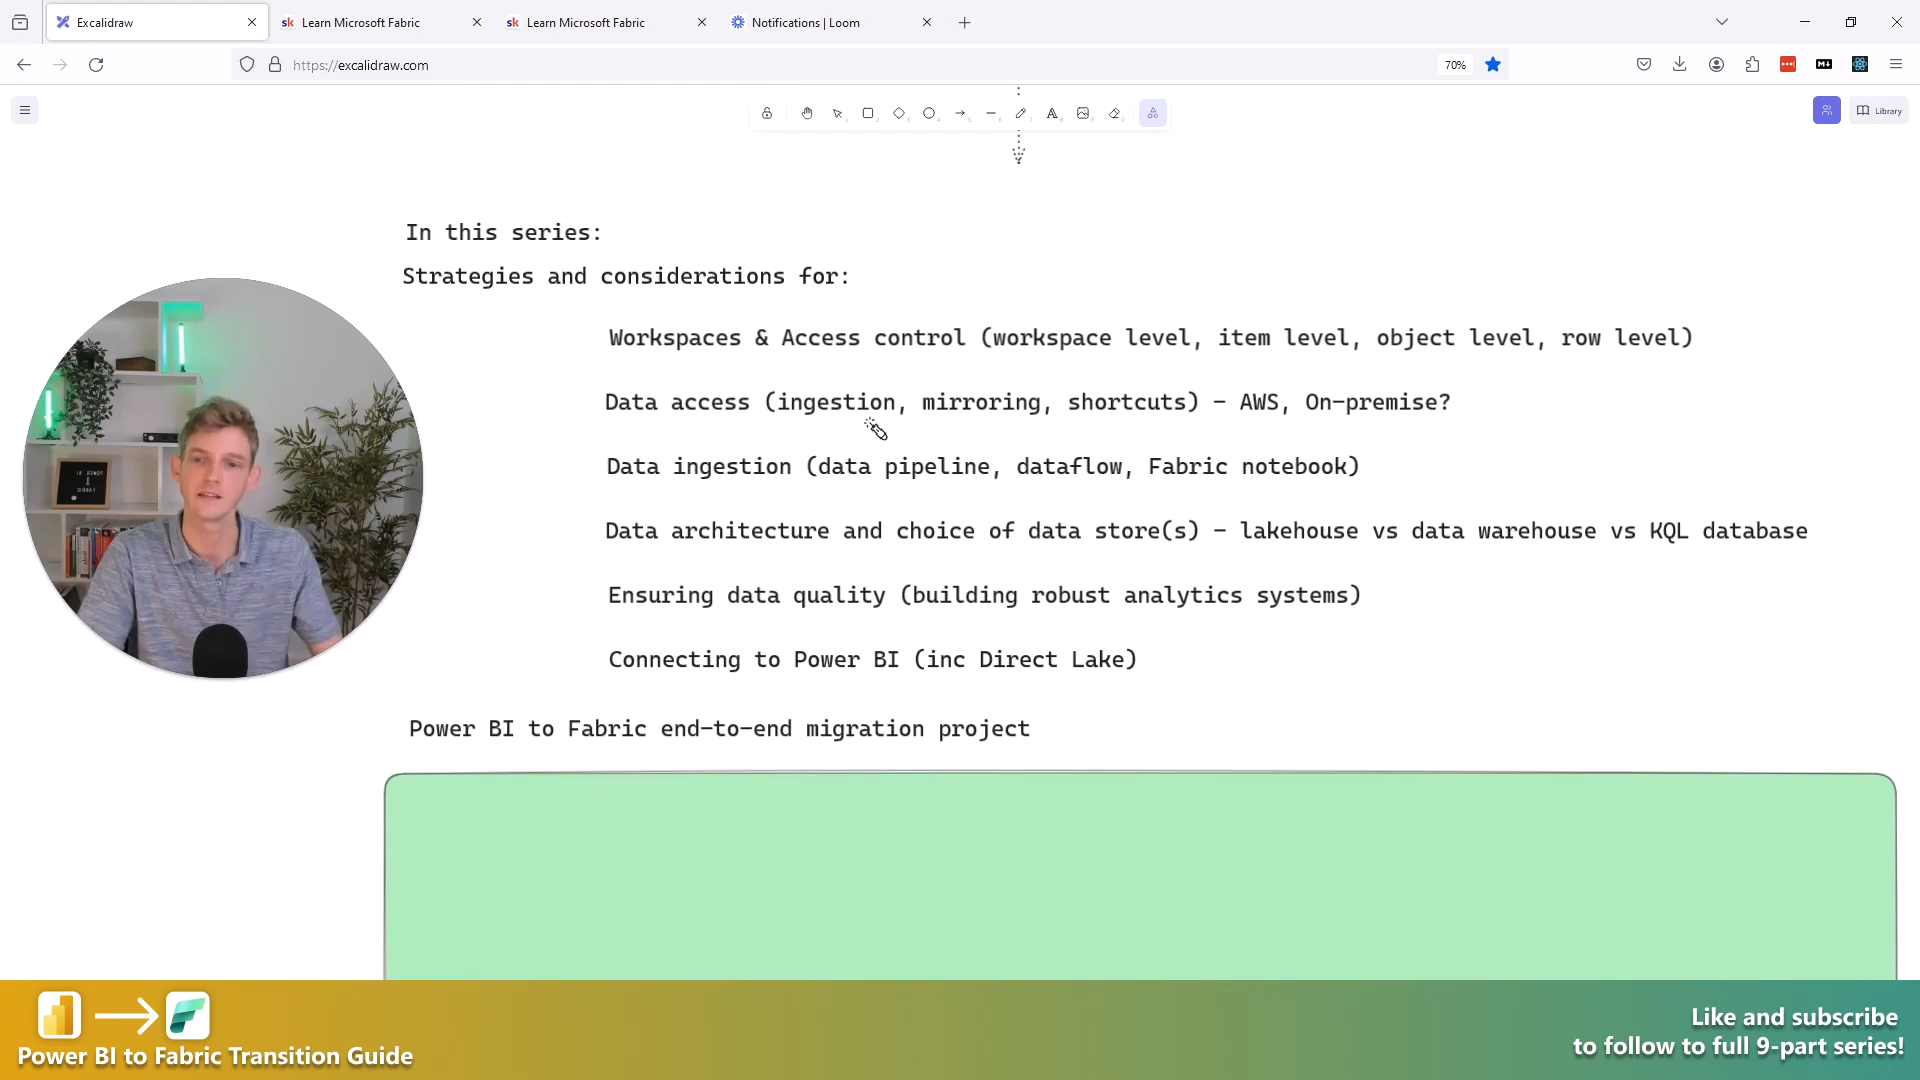 Excalidraw
Learn Microsoft Fabric
Learn Microsoft Fabric
Notifications | Loom
https://excalidraw.com
70%
Library
In this series:
Strategies and considerations for:
Workspaces & Access control (workspace level, item level, object level, row level)
Data access (ingestion, mirroring, shortcuts) - AWS, On-premise?
Data ingestion (data pipeline, dataflow, Fabric notebook)
Data architecture and choice of data store(s) - lakehouse vs data warehouse vs KQL database
Ensuring data quality (building robust analytics systems)
Connecting to Power BI (inc Direct Lake)
Power BI to Fabric end-to-end migration project
Power BI to Fabric Transition Guide
Like and subscribe
to follow to full 9-part series!